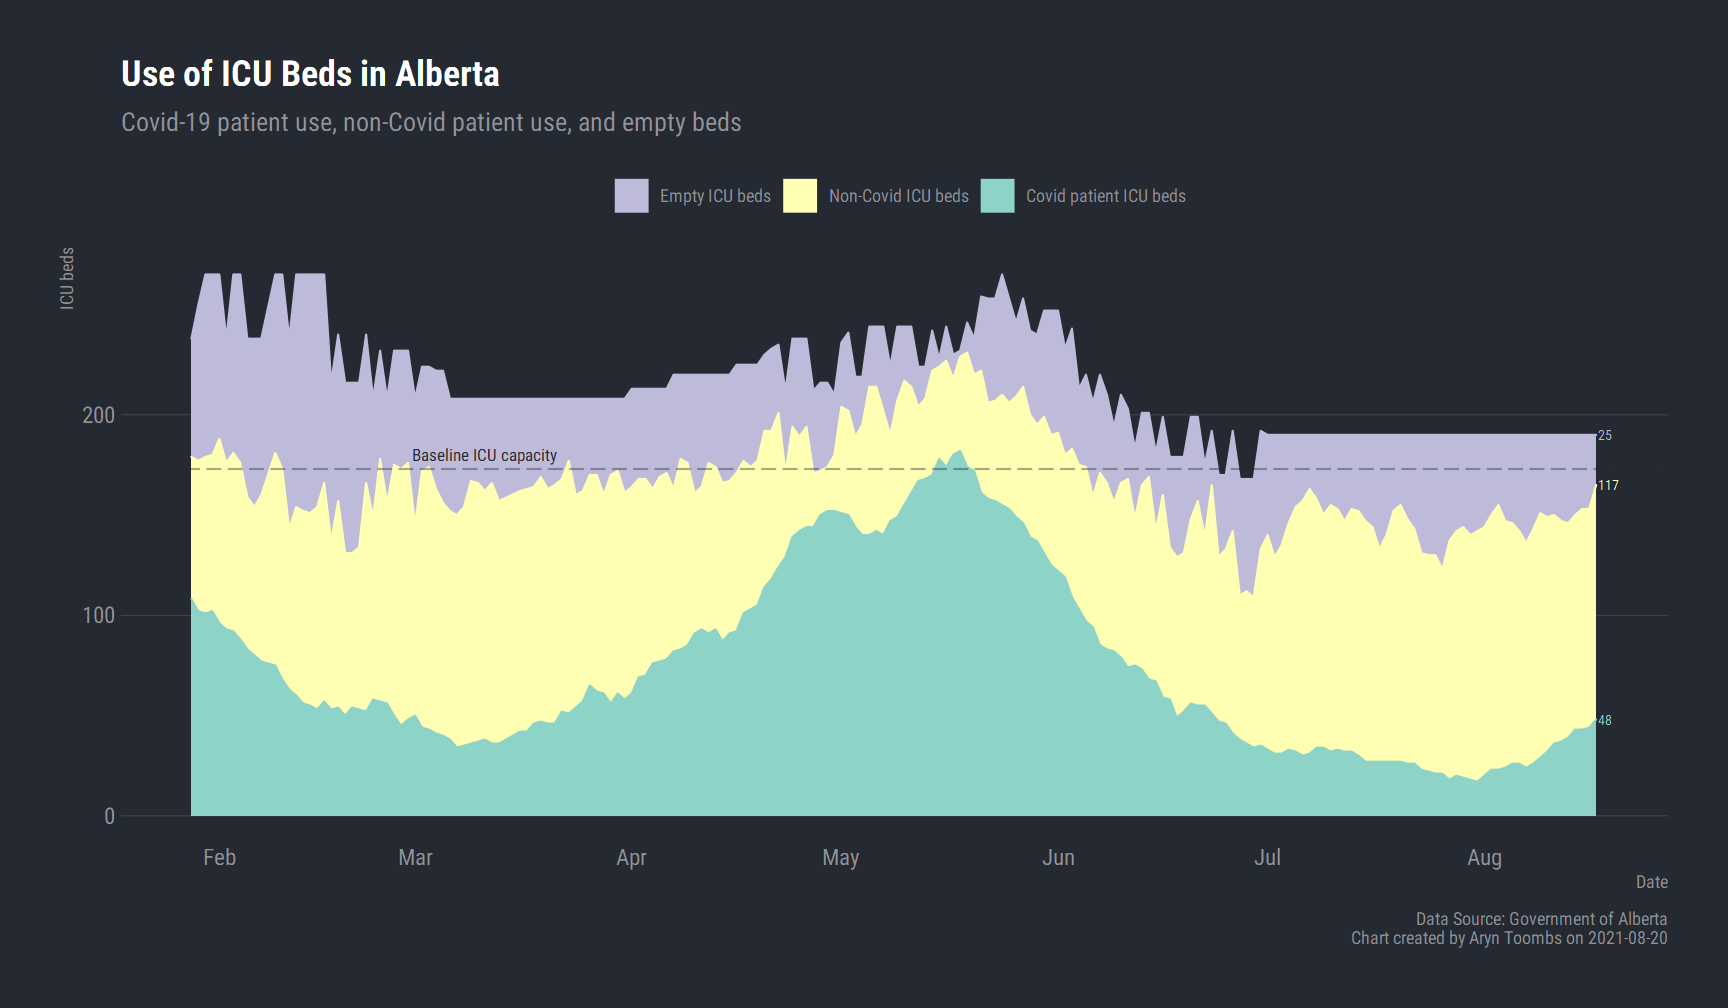 Use of ICU Beds in Alberta
Covid-19 patient use, non-Covid patient use, and empty beds
Empty ICU beds Non-Covid ICU beds Covid patient ICU beds
ICU beds
200
100
0
Baseline ICU capacity
25
117
48
Feb Mar Apr May Jun Jul Aug
Date
Data Source: Government of Alberta
Chart created by Aryn Toombs on 2021-08-20